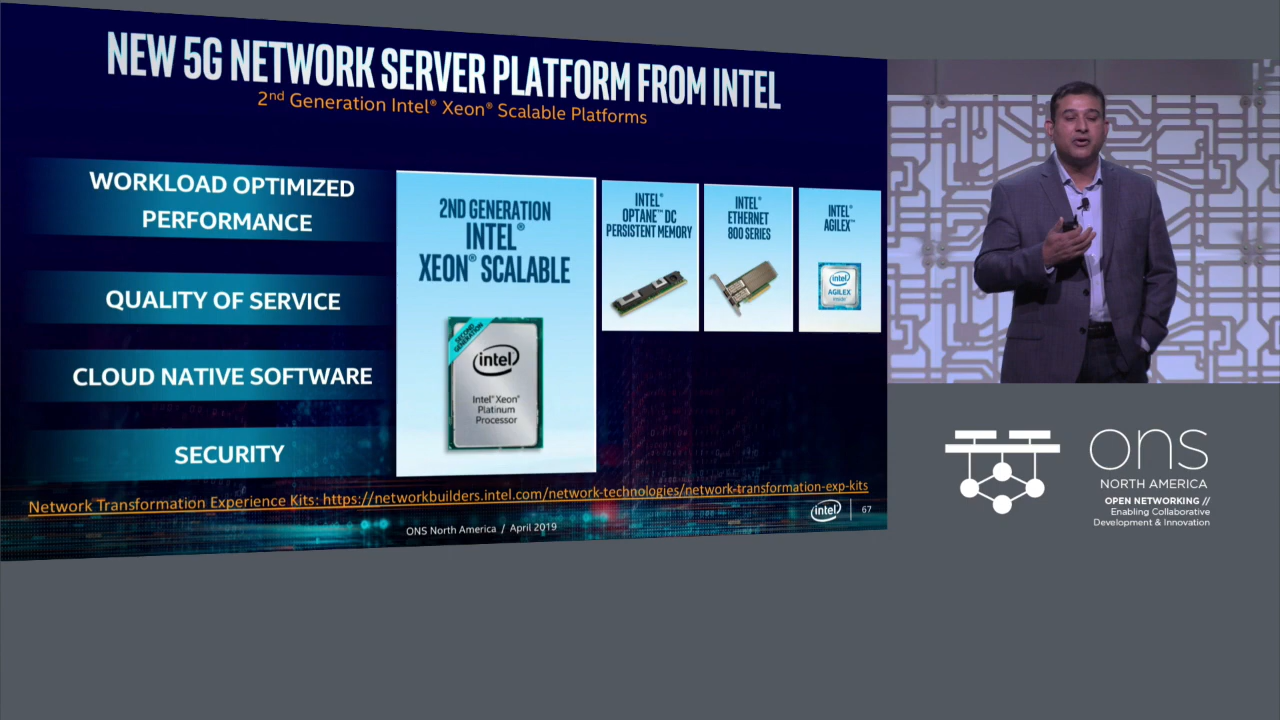 NEW 5G NETWORK SERVER PLATFORM FROM INTEL
2nd Generation Intel® Xeon® Scalable Platforms
WORKLOAD OPTIMIZED
PERFORMANCE
QUALITY OF SERVICE
CLOUD NATIVE SOFTWARE
SECURITY
2ND GENERATION
INTEL®
XEON® SCALABLE
SECOND
GENERATION
intel
Intel® Xeon®
Platinum
Processor
INTEL®
OPTANE™ DC
PERSISTENT MEMORY
INTEL®
ETHERNET
800 SERIES
INTEL®
AGILEX™
intel
AGILEX
inside™
Network Transformation Experience Kits: https://networkbuilders.intel.com/network-technologies/network-transformation-exp-kits
ONS North America / April 2019
intel
67
ons
NORTH AMERICA
OPEN NETWORKING //
Enabling Collaborative
Development & Innovation